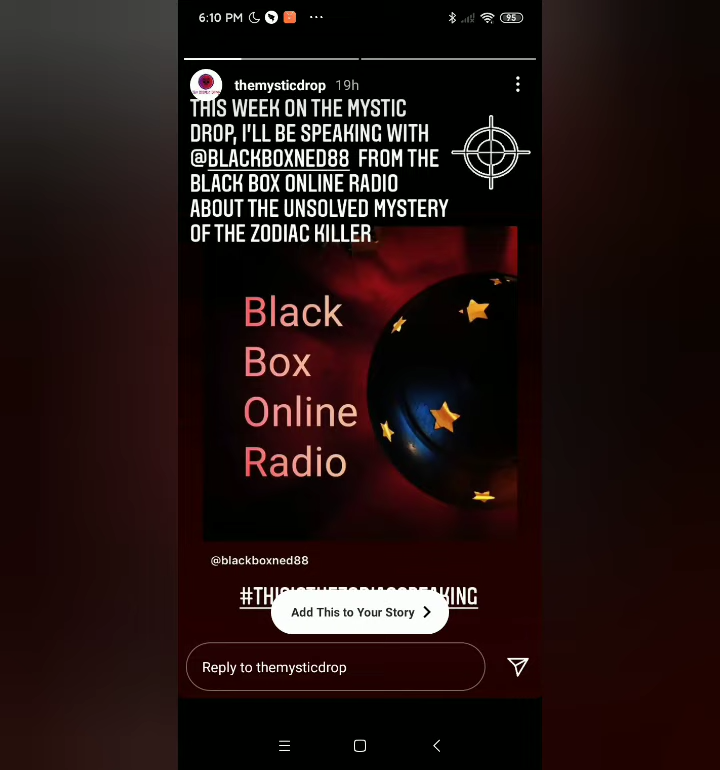 6:10 PM ... 95
themysticdrop 19h
THIS WEEK ON THE MYSTIC
DROP, I'LL BE SPEAKING WITH
@BLACKBOXNED88 FROM THE
BLACK BOX ONLINE RADIO
ABOUT THE UNSOLVED MYSTERY
OF THE ZODIAC KILLER
Black
Box
Online
Radio
@blackboxned88
#THISISTHEZODIACSPEAKING
Add This to Your Story
Reply to themysticdrop